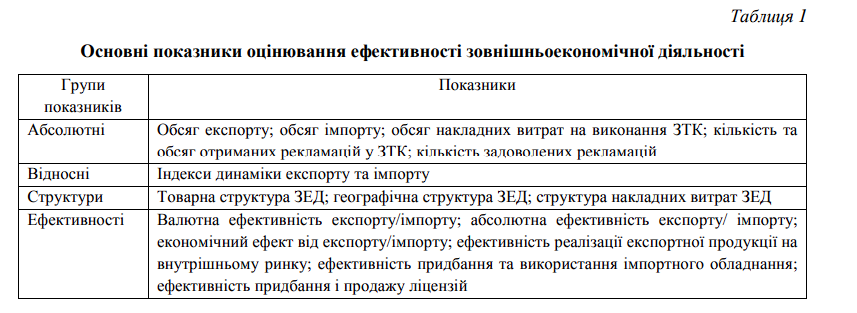 Таблиця 1
Основні показники оцінювання ефективності зовнішньоекономічної діяльності
Групи показників
Показники
Абсолютні
Обсяг експорту; обсяг імпорту; обсяг накладних витрат на виконання ЗТК; кількість та
обсяг отриманих рекламацій у ЗТК; кількість задоволених рекламацій
Відносні
Індекси динаміки експорту та імпорту
Структури
Товарна структура ЗЕД; географічна структура ЗЕД; структура накладних витрат ЗЕД
Ефективності
Валютна ефективність експорту/імпорту; абсолютна ефективність експорту/ імпорту;
економічний ефект від експорту/імпорту; ефективність реалізації експортної продукції на
внутрішньому ринку; ефективність придбання та використання імпортного обладнання;
ефективність придбання і продажу ліцензій